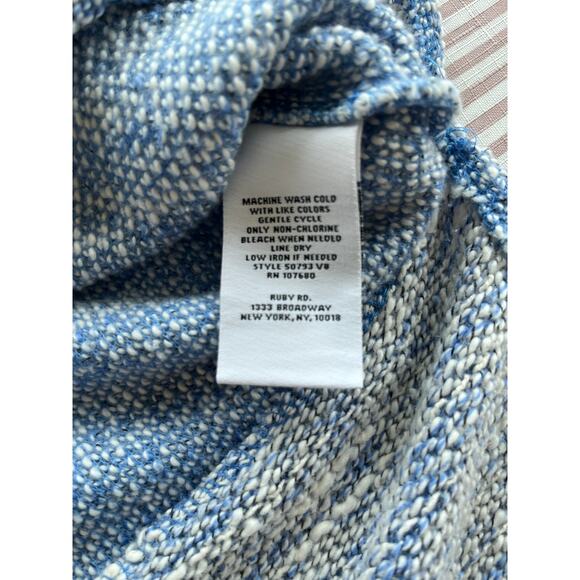 MACHINE WASH COLD
WITH LIKE COLORS
GENTLE CYCLE
ONLY NON-CHLORINE
BLEACH WHEN NEEDED
LINE DRY
LOW IRON IF NEEDED
STYLE 50793 V8
RN 107680
RUBY RD.
1333 BROADWAY
NEW YORK, NY, 10018